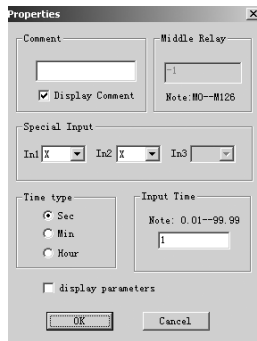 Properties
Comment
Middle Relay
-1
Display Comment
Note:M0--M126
Special Input
In1 X In2 X In3
Time type
Input Time
Sec
Note: 0.01--99.99
Min
1
Hour
display parameters
OK
Cancel